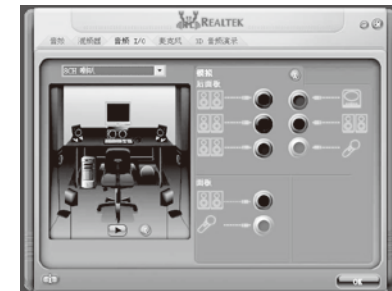 REALTEK
音效 混频器 音频 I/O 麦克风 3D 音频演示
8CH 喇叭
模拟
后面板
前面板
OK